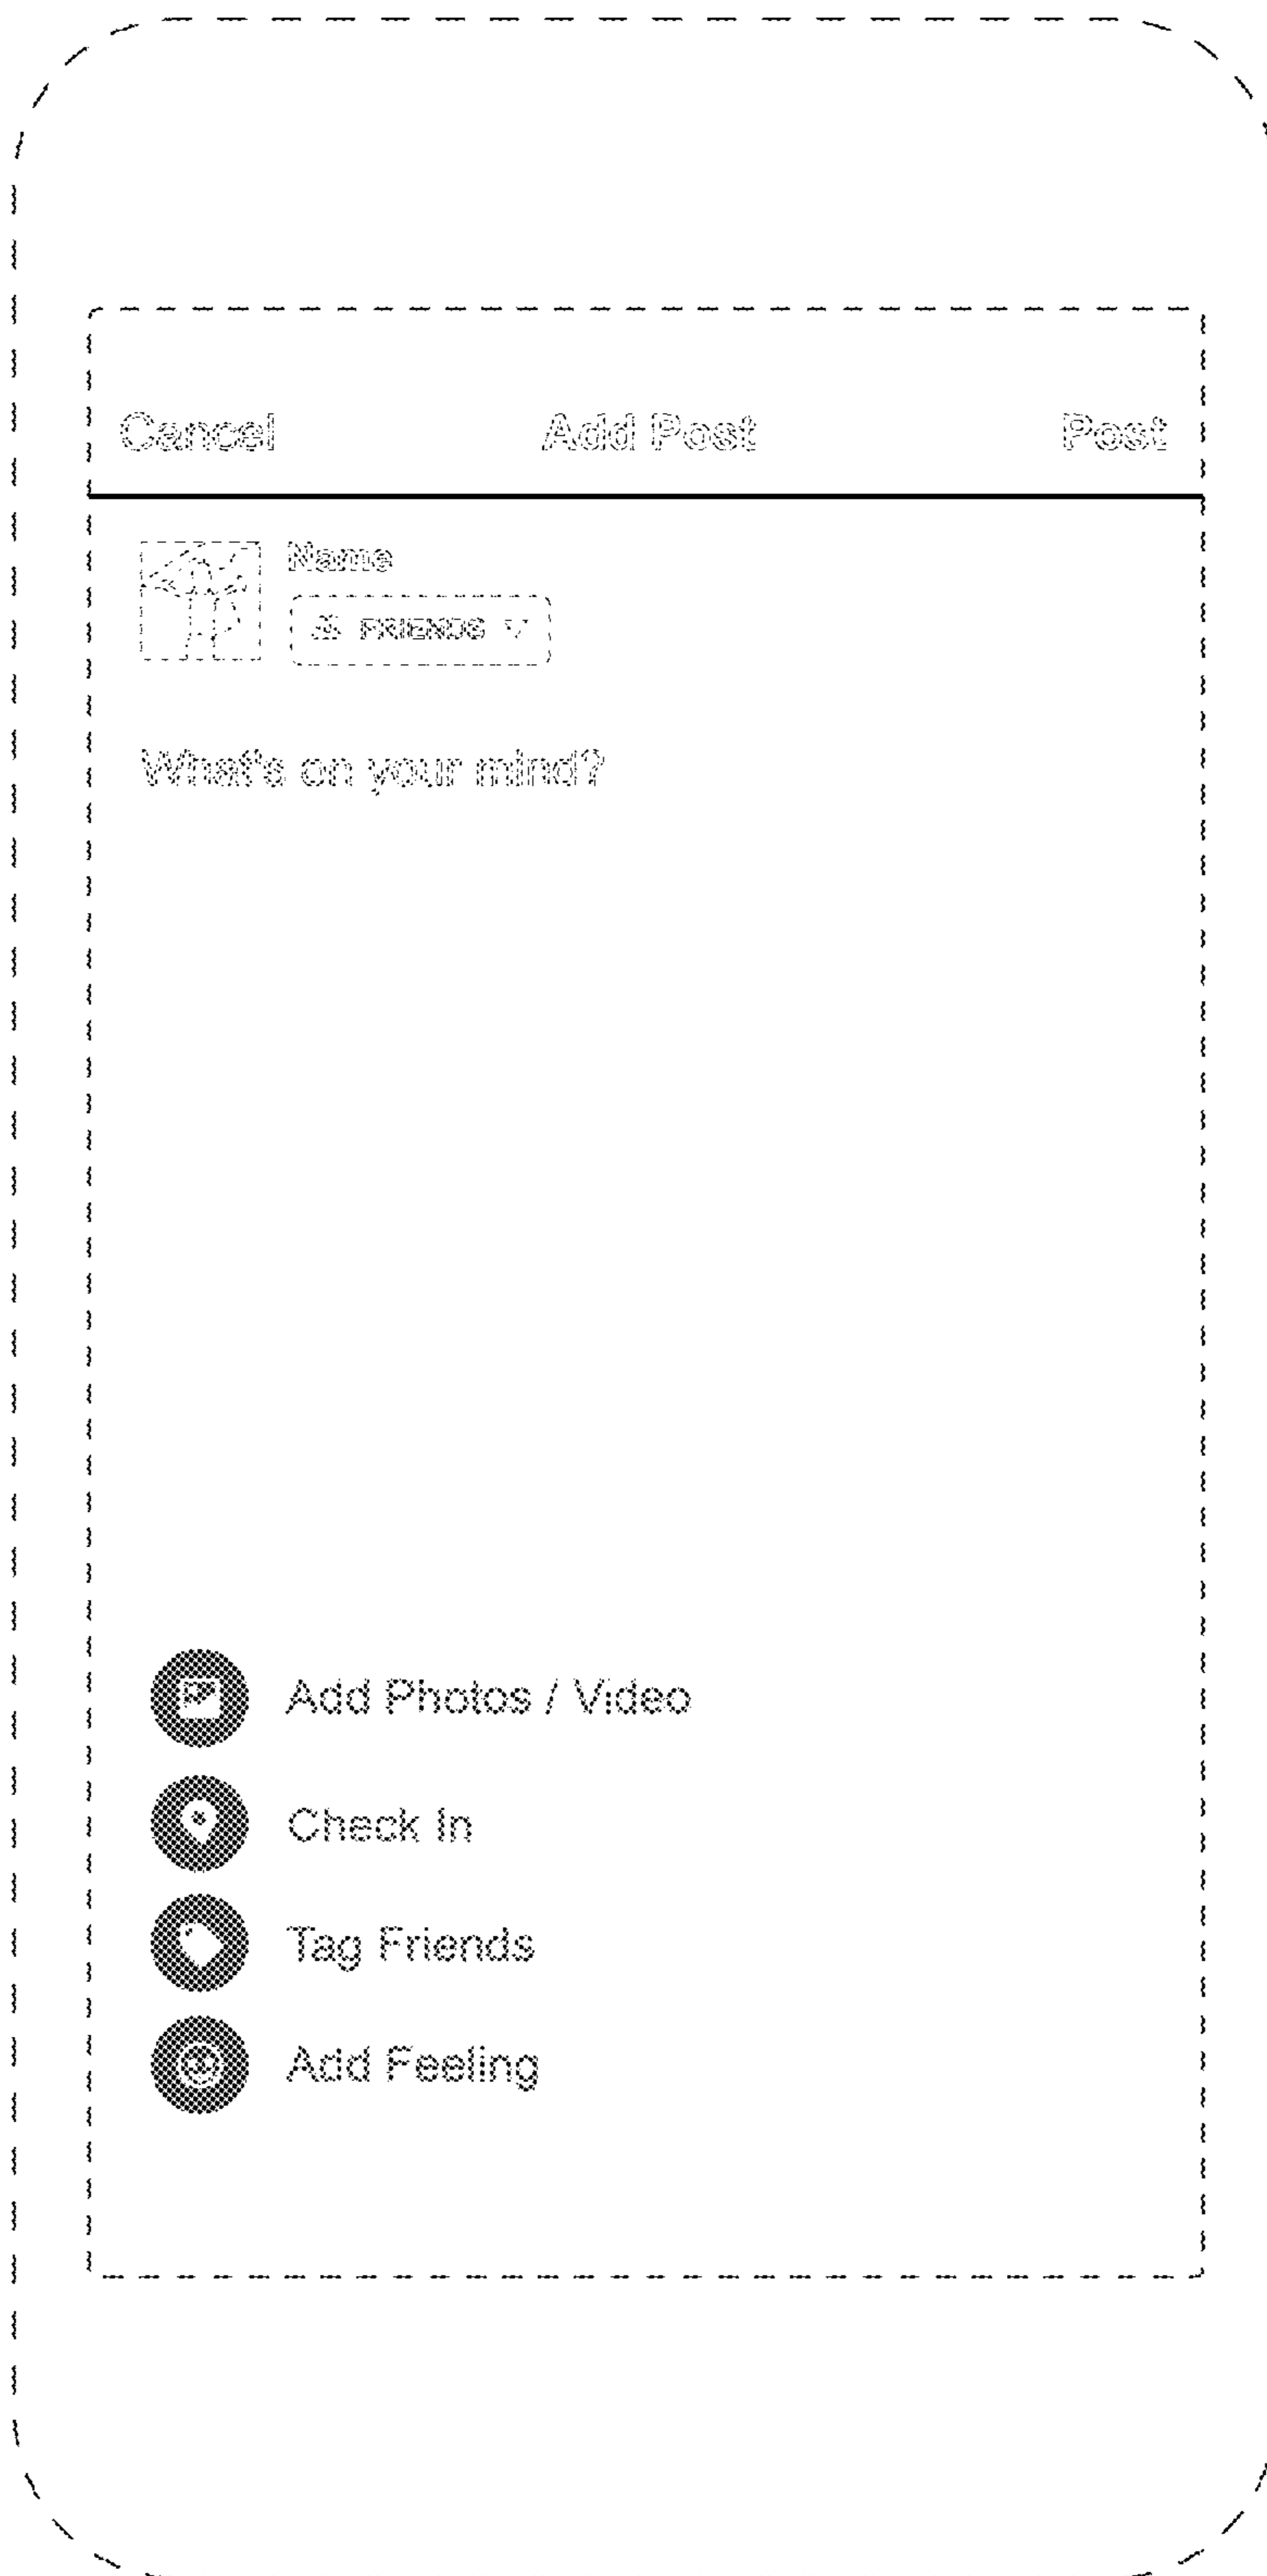 Cancel Add Post Post
Name
FRIENDS
What's on your mind?
Add Photos / Video
Check In
Tag Friends
Add Feeling